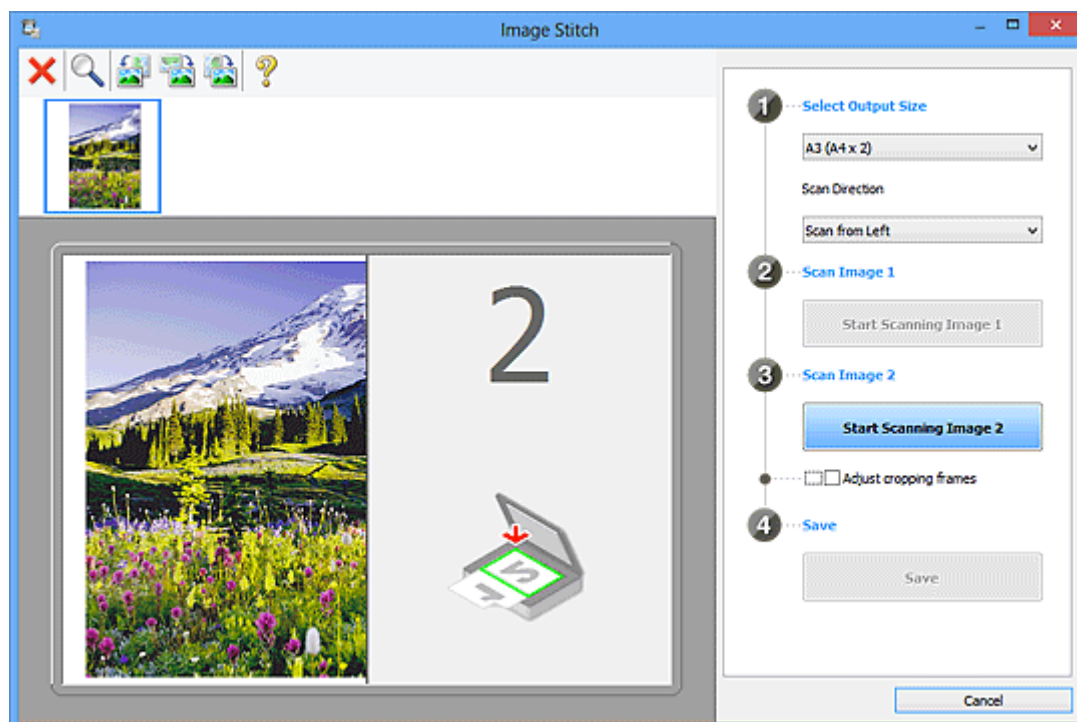 Image Stitch
1 Select Output Size
A3 (A4 x 2)
Scan Direction
Scan from Left
2 Scan Image 1
Start Scanning Image 1
3 Scan Image 2
Start Scanning Image 2
Adjust cropping frames
4 Save
Save
Cancel
2
1 2